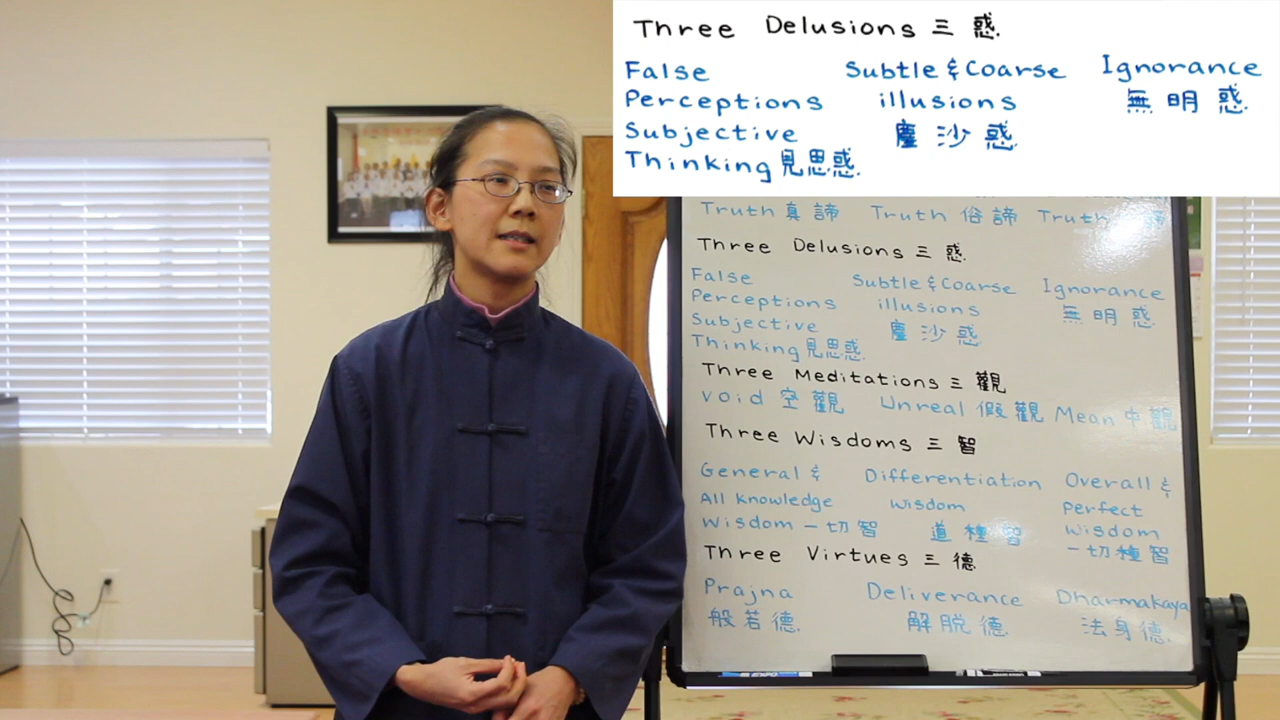 Three Delusions 三惑
False Subtle & Coarse Ignorance
Perceptions illusions 無明惑
Subjective 塵沙惑
Thinking 見思惑
Truth 真諦 Truth 俗諦 Truth
Three Delusions 三惑
False Subtle & Coarse Ignorance
Perceptions illusions 無明惑
Subjective 塵沙惑
Thinking 見思惑
Three Meditations 三觀
void 空觀 Unreal 假觀 Mean 中觀
Three Wisdoms 三智
General & Differentiation Overall &
All knowledge wisdom perfect
Wisdom 一切智 道種智 wisdom
一切種智
Three Virtues 三德
Prajna Deliverance Dharmakaya
般若德 解脫德 法身德
EXPO